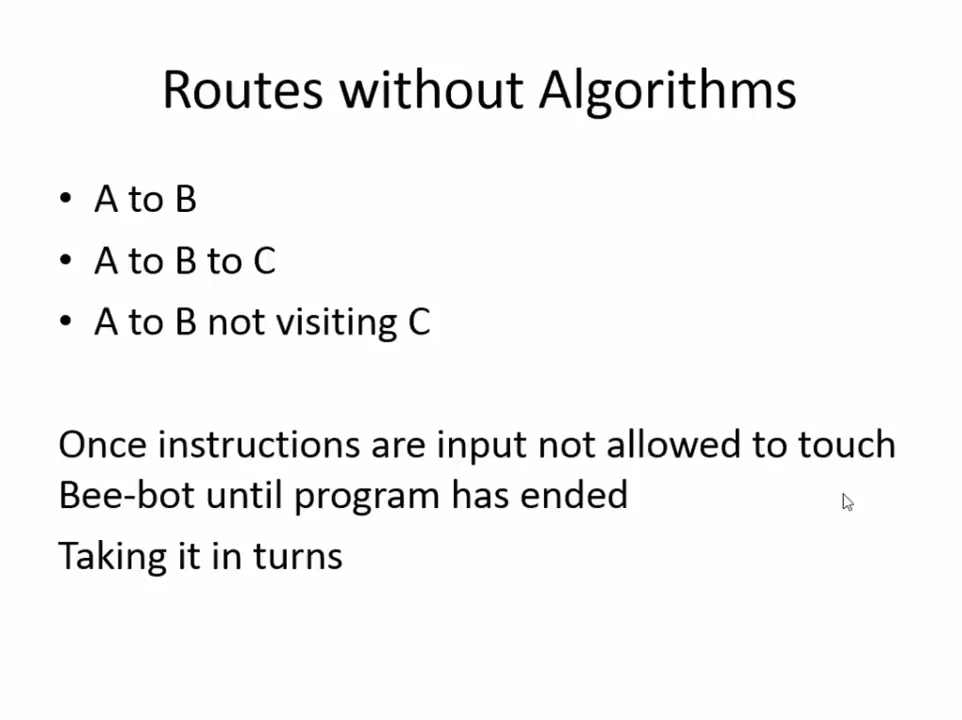 Routes without Algorithms
• A to B
• A to B to C
• A to B not visiting C
Once instructions are input not allowed to touch
Bee-bot until program has ended
Taking it in turns